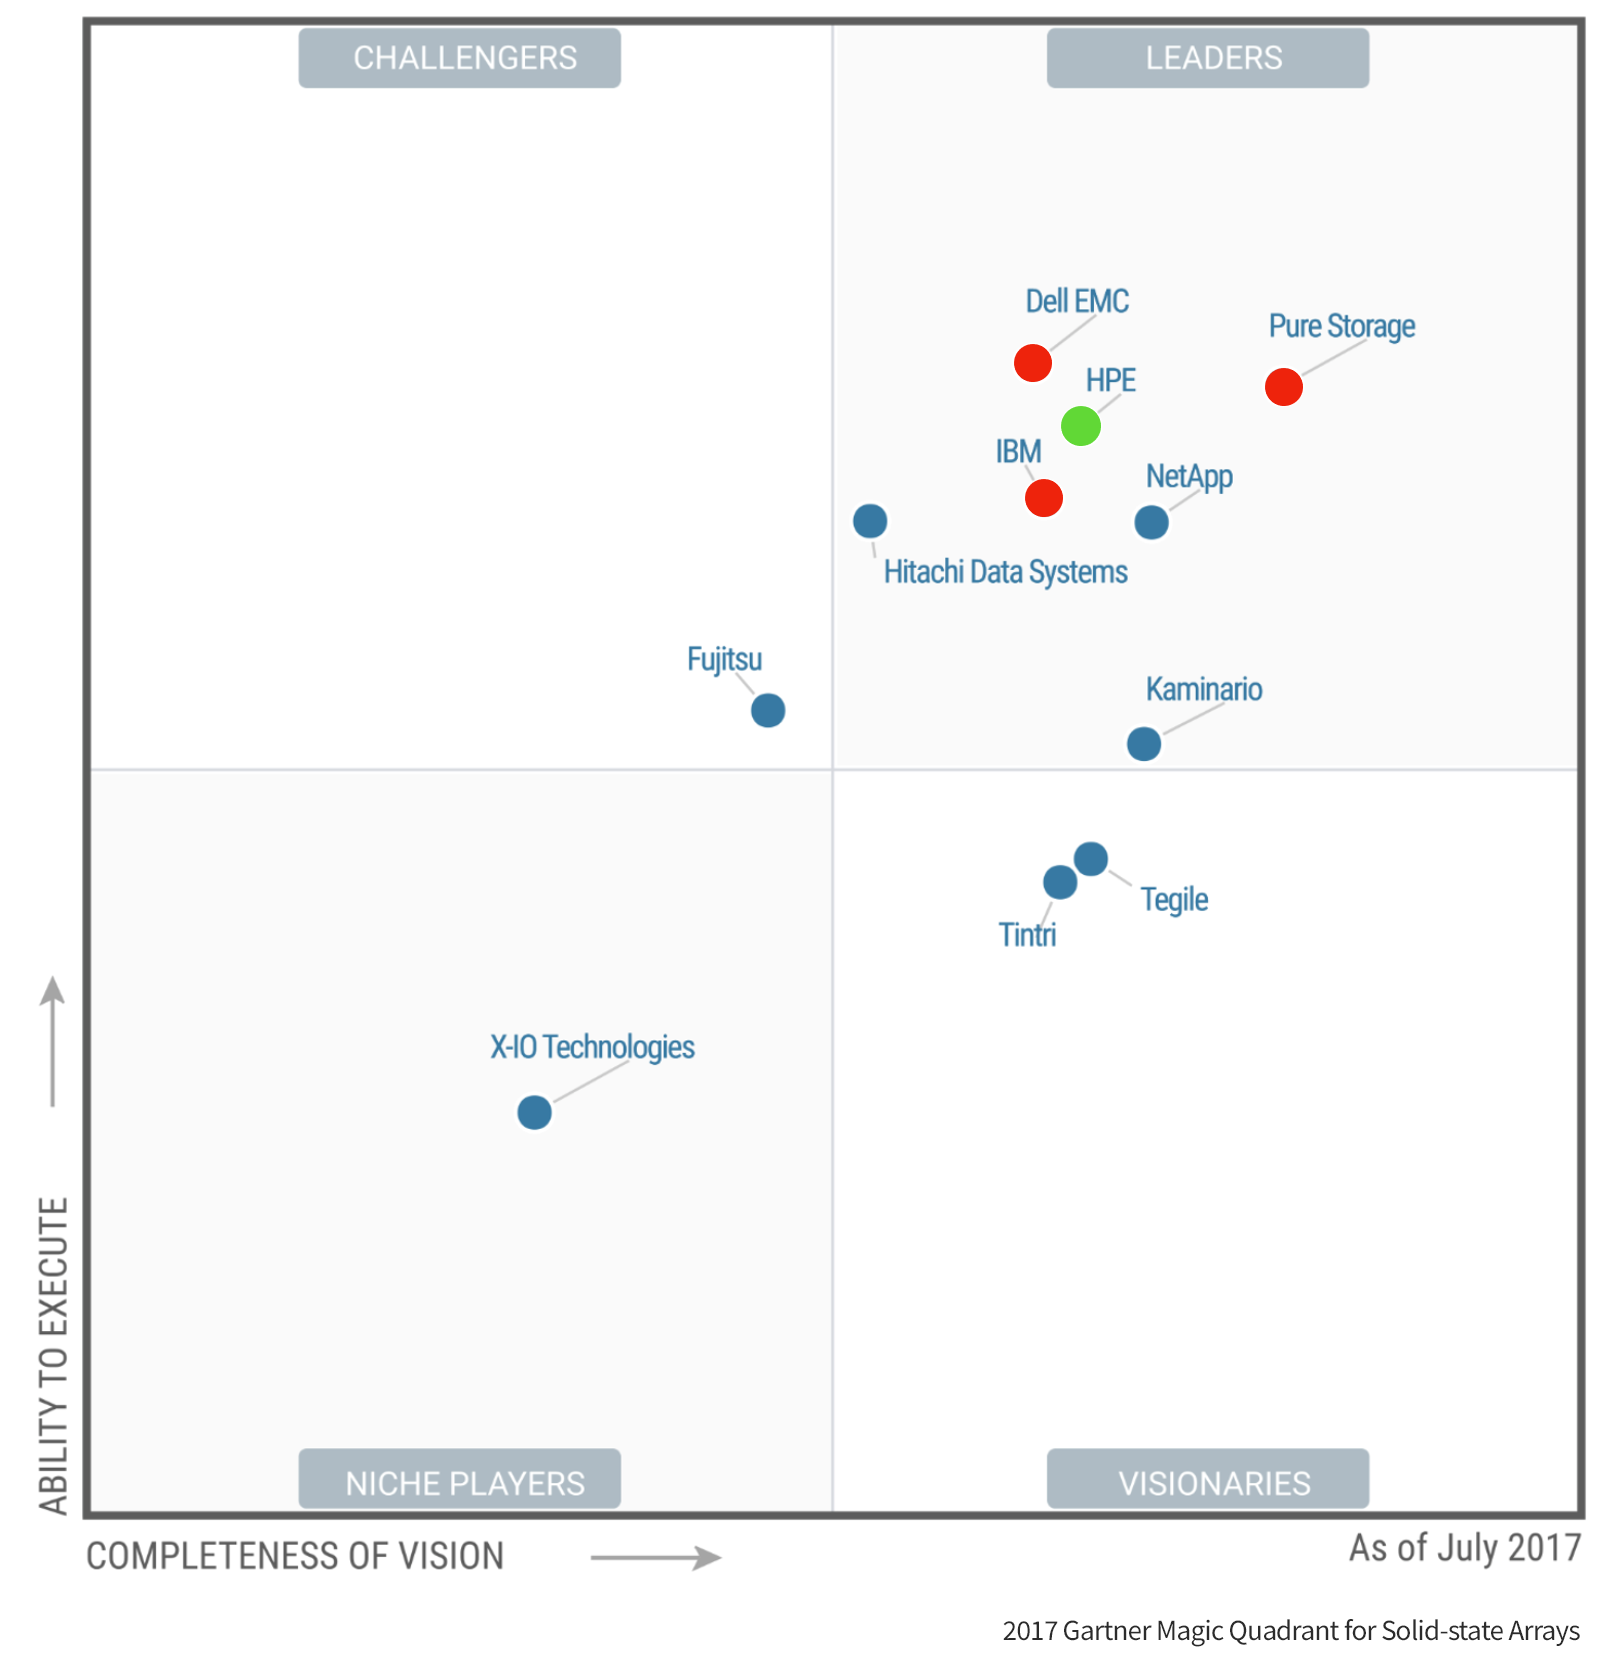 CHALLENGERS
LEADERS
Dell EMC
Pure Storage
HPE
IBM
NetApp
Hitachi Data Systems
Fujitsu
Kaminario
Tegile
Tintri
X-IO Technologies
ABILITY TO EXECUTE
NICHE PLAYERS
VISIONARIES
COMPLETENESS OF VISION
As of July 2017
2017 Gartner Magic Quadrant for Solid-state Arrays